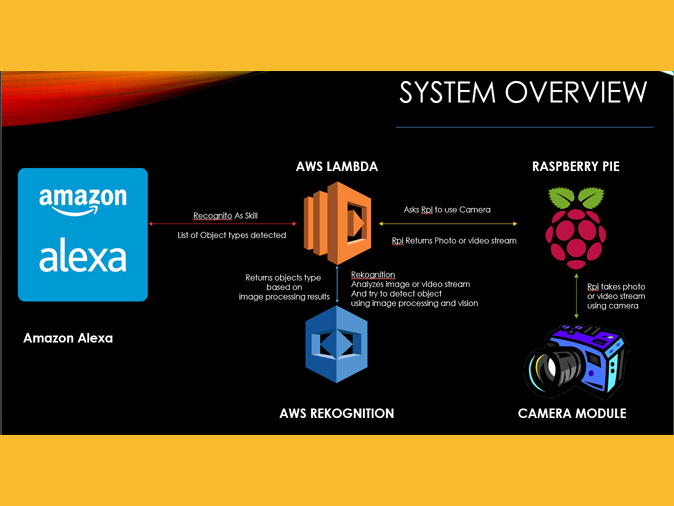 SYSTEM OVERVIEW
AWS LAMBDA
RASPBERRY PIE
amazon
alexa
Recognito As Skill
List of Object types detected
Asks Rpi to use Camera
Rpi Returns Photo or video stream
Returns objects type
based on
image processing results
Rekognition
Analyzes image or video stream
And try to detect object
using image processing and vision
Rpi takes photo
or video stream
using camera
Amazon Alexa
AWS REKOGNITION
CAMERA MODULE